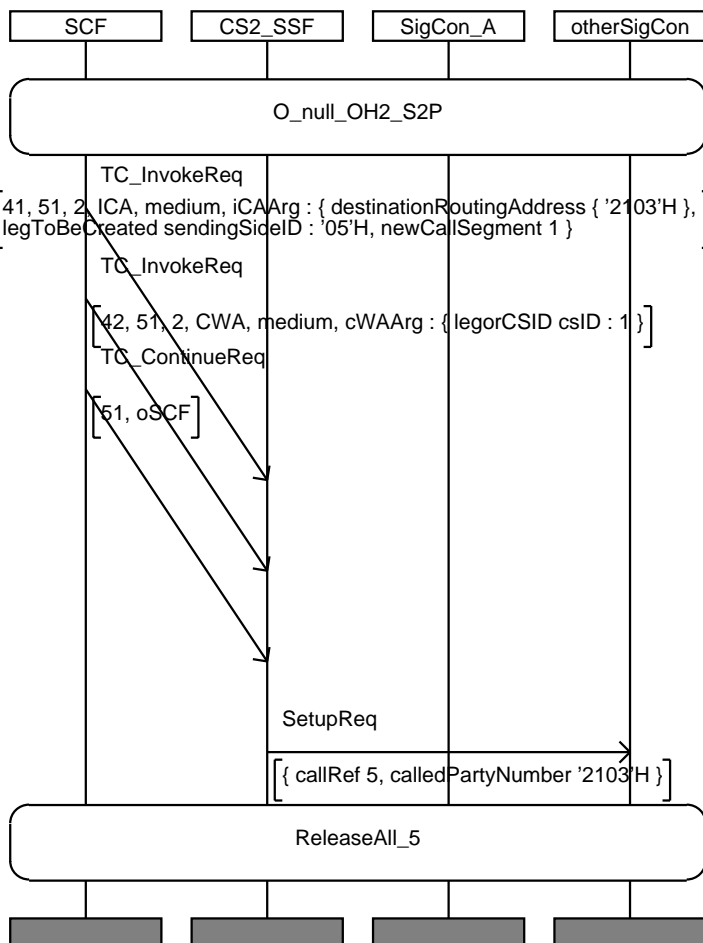 SCF CS2_SSF SigCon_A otherSigCon
O_null_OH2_S2P
TC_InvokeReq
41, 51, 2, ICA, medium, iCAArg : { destinationRoutingAddress { '2103'H },
legToBeCreated sendingSideID : '05'H, newCallSegment 1 }
TC_InvokeReq
42, 51, 2, CWA, medium, cWAArg : { legorCSID csID : 1 }
TC_ContinueReq
51, oSCF
SetupReq
{ callRef 5, calledPartyNumber '2103'H }
ReleaseAll_5